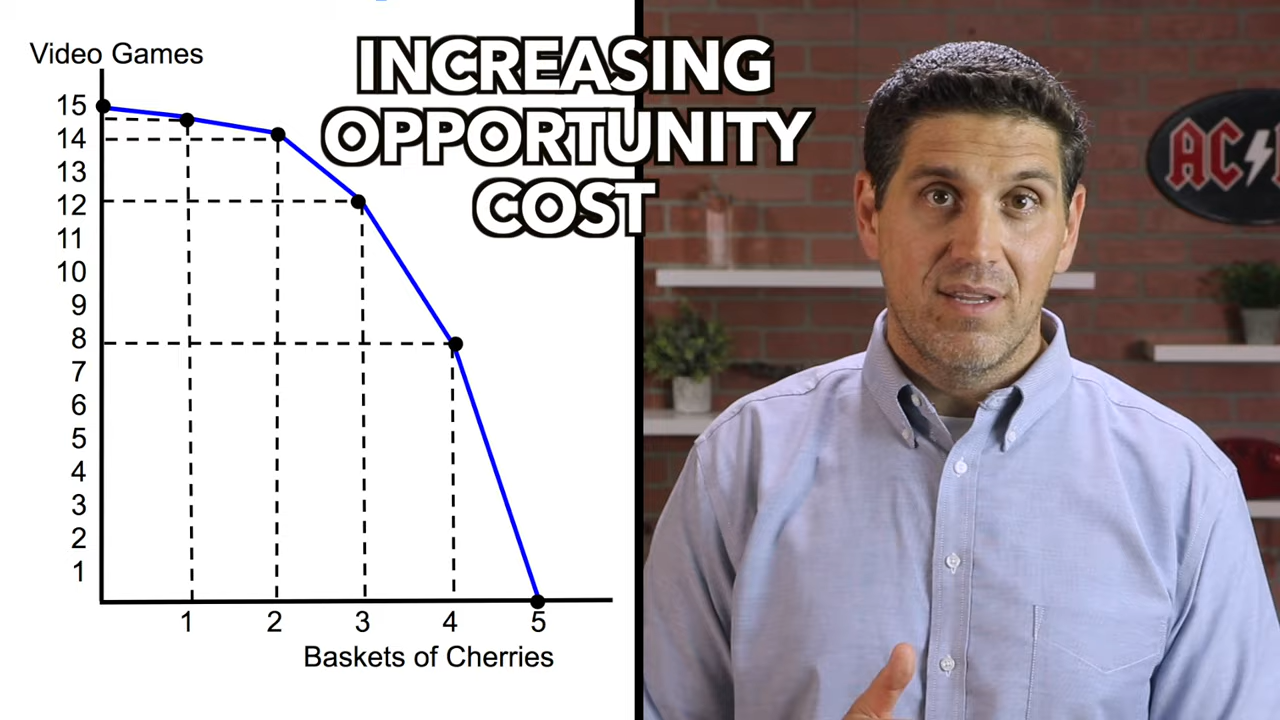 Video Games
INCREASING
OPPORTUNITY
COST
15
14
13
12
11
10
9
8
7
6
5
4
3
2
1
1 2 3 4 5
Baskets of Cherries